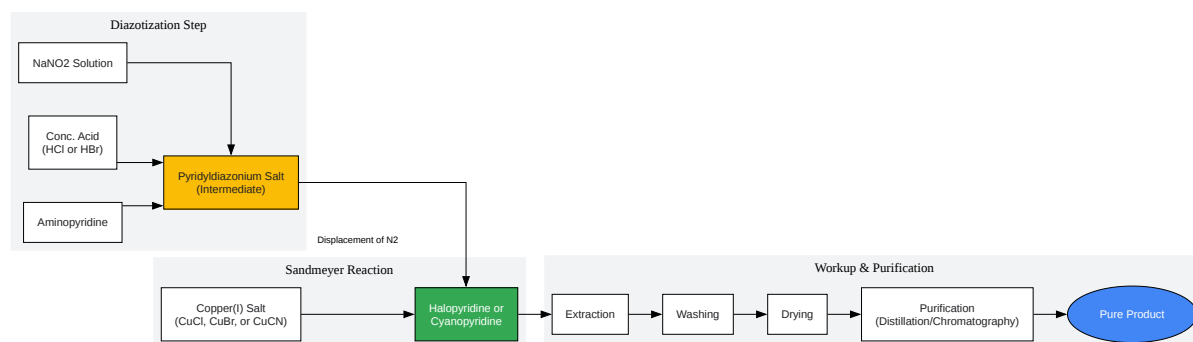 Diazotization Step
NaNO2 Solution
Conc. Acid
(HCl or HBr)
Pyridyldiazonium Salt
(Intermediate)
Aminopyridine
Displacement of N2
Sandmeyer Reaction
Copper(I) Salt
(CuCl, CuBr, or CuCN)
Halopyridine or
Cyanopyridine
Workup & Purification
Extraction
Washing
Drying
Purification
(Distillation/Chromatography)
Pure Product